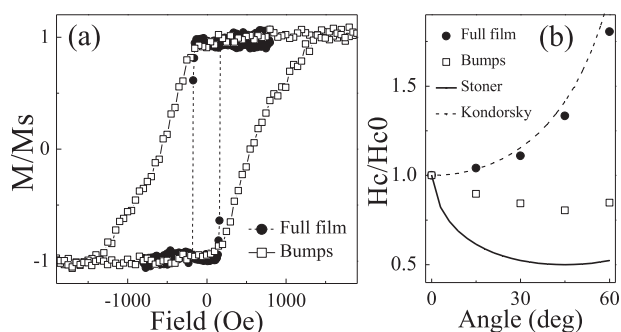 (a)
M/Ms
1
0
-1
Full film
Bumps
-1000 0 1000
Field (Oe)
(b)
Hc/Hc0
1.5
1.0
0.5
Full film
Bumps
Stoner
Kondorsky
0 30 60
Angle (deg)